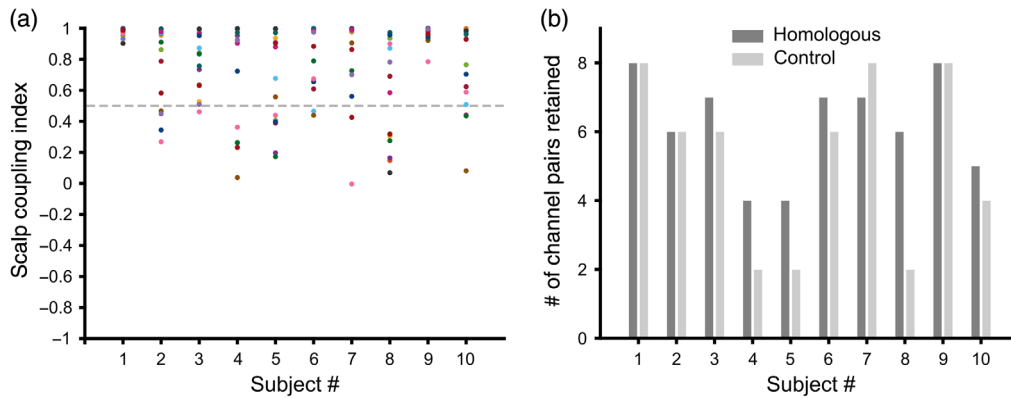 (a)
Scalp coupling index
1
0.8
0.6
0.4
0.2
0
−0.2
−0.4
−0.6
−0.8
−1
1 2 3 4 5 6 7 8 9 10
Subject #
(b)
# of channel pairs retained
Homologous
Control
8
6
4
2
0
1 2 3 4 5 6 7 8 9 10
Subject #